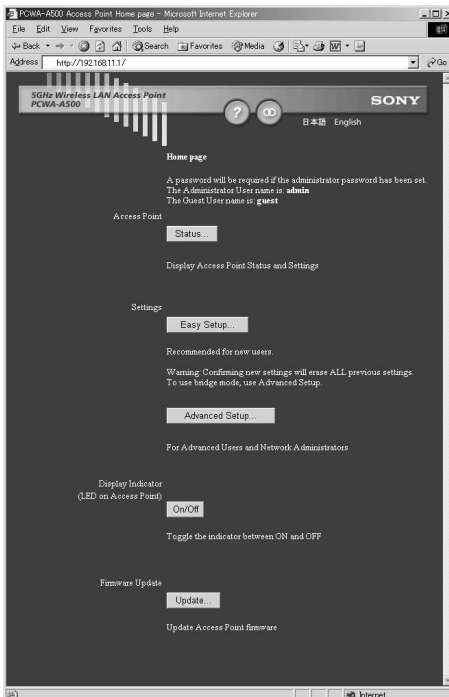 PCWA-A500 Access Point Home page - Microsoft Internet Explorer
File Edit View Favorites Tools Help
Back Search Favorites Media
Address http://192.168.11.1/ Go
5GHz Wireless LAN Access Point
PCWA-A500
SONY
日本語 English
Home page
A password will be required if the administrator password has been set.
The Administrator User name is: admin
The Guest User name is: guest
Access Point
Status...
Display Access Point Status and Settings
Settings
Easy Setup...
Recommended for new users.
Warning: Confirming new settings will erase ALL previous settings.
To use bridge mode, use Advanced Setup.
Advanced Setup...
For Advanced Users and Network Administrators
Display Indicator
(LED on Access Point)
On/Off
Toggle the indicator between ON and OFF
Firmware Update
Update...
Update Access Point firmware
Internet